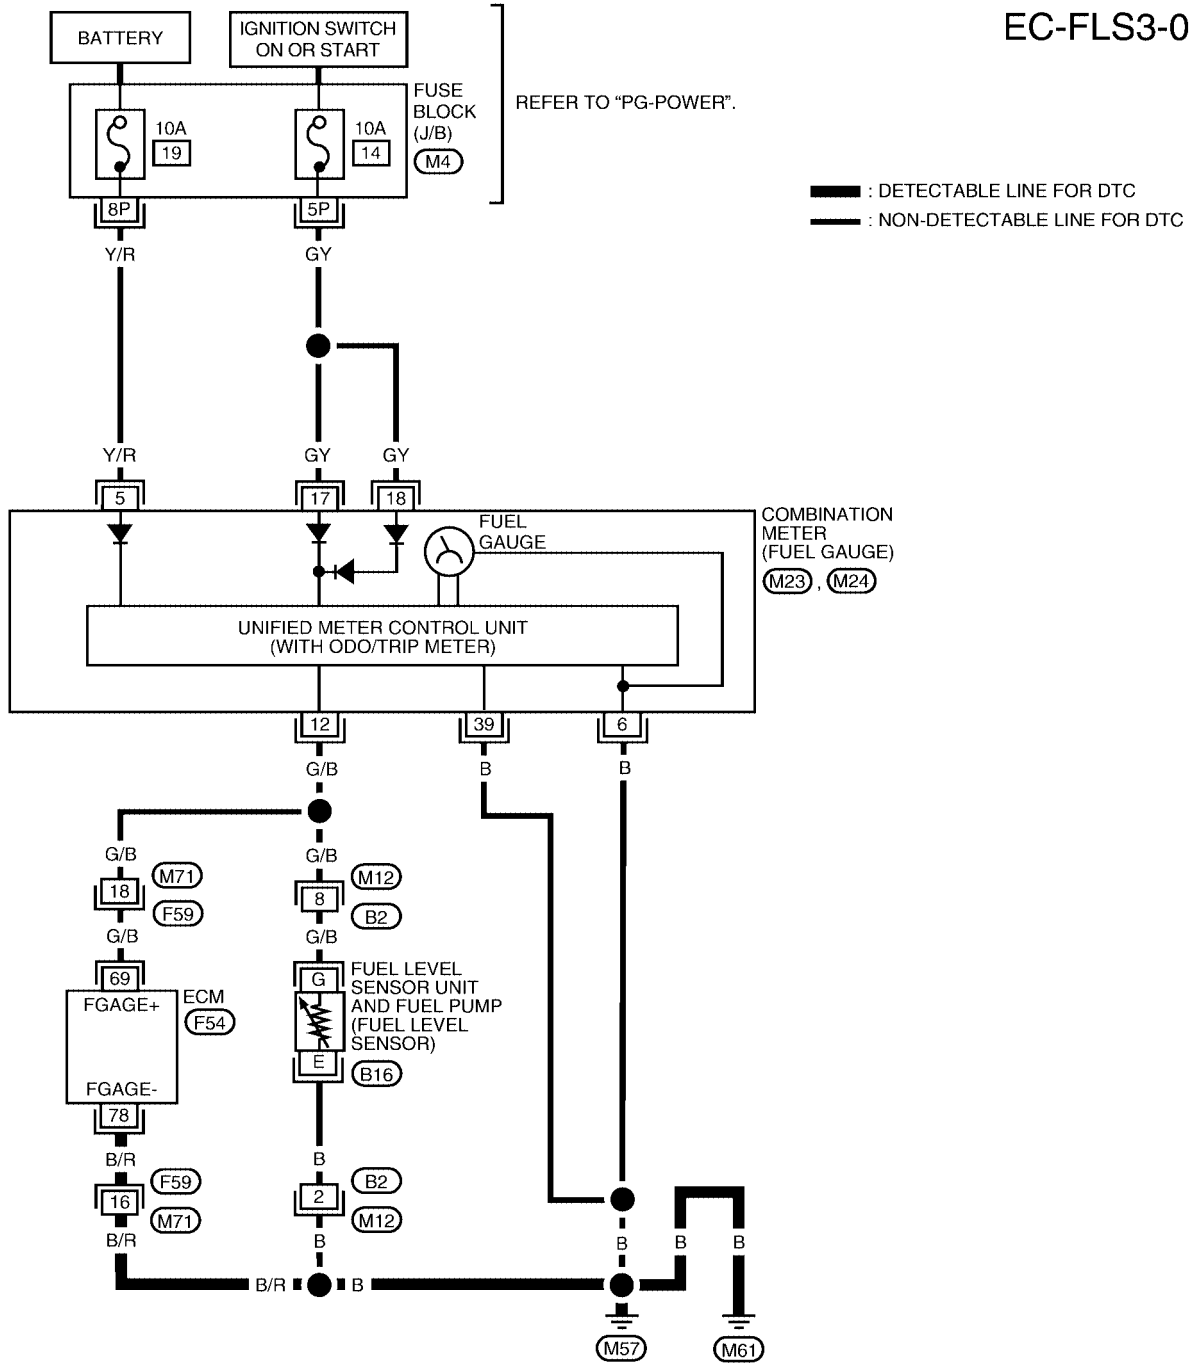 EC-FLS3-0
BATTERY
IGNITION SWITCH
ON OR START
FUSE
BLOCK
(J/B)
M4
REFER TO “PG-POWER”.
10A
19
10A
14
8P
5P
: DETECTABLE LINE FOR DTC
: NON-DETECTABLE LINE FOR DTC
Y/R
GY
Y/R
GY
GY
5
17
18
FUEL
GAUGE
COMBINATION
METER
(FUEL GAUGE)
M23 , M24
UNIFIED METER CONTROL UNIT
(WITH ODO/TRIP METER)
12
39
6
G/B
B
B
G/B
G/B
18
M71
F59
8
M12
B2
G/B
G/B
69
FGAGE+
FGAGE-
78
ECM
F54
G
FUEL LEVEL
SENSOR UNIT
AND FUEL PUMP
(FUEL LEVEL
SENSOR)
E
B16
B/R
B
16
F59
M71
2
B2
M12
B/R
B
B
B
B
B/R
B
M57
M61